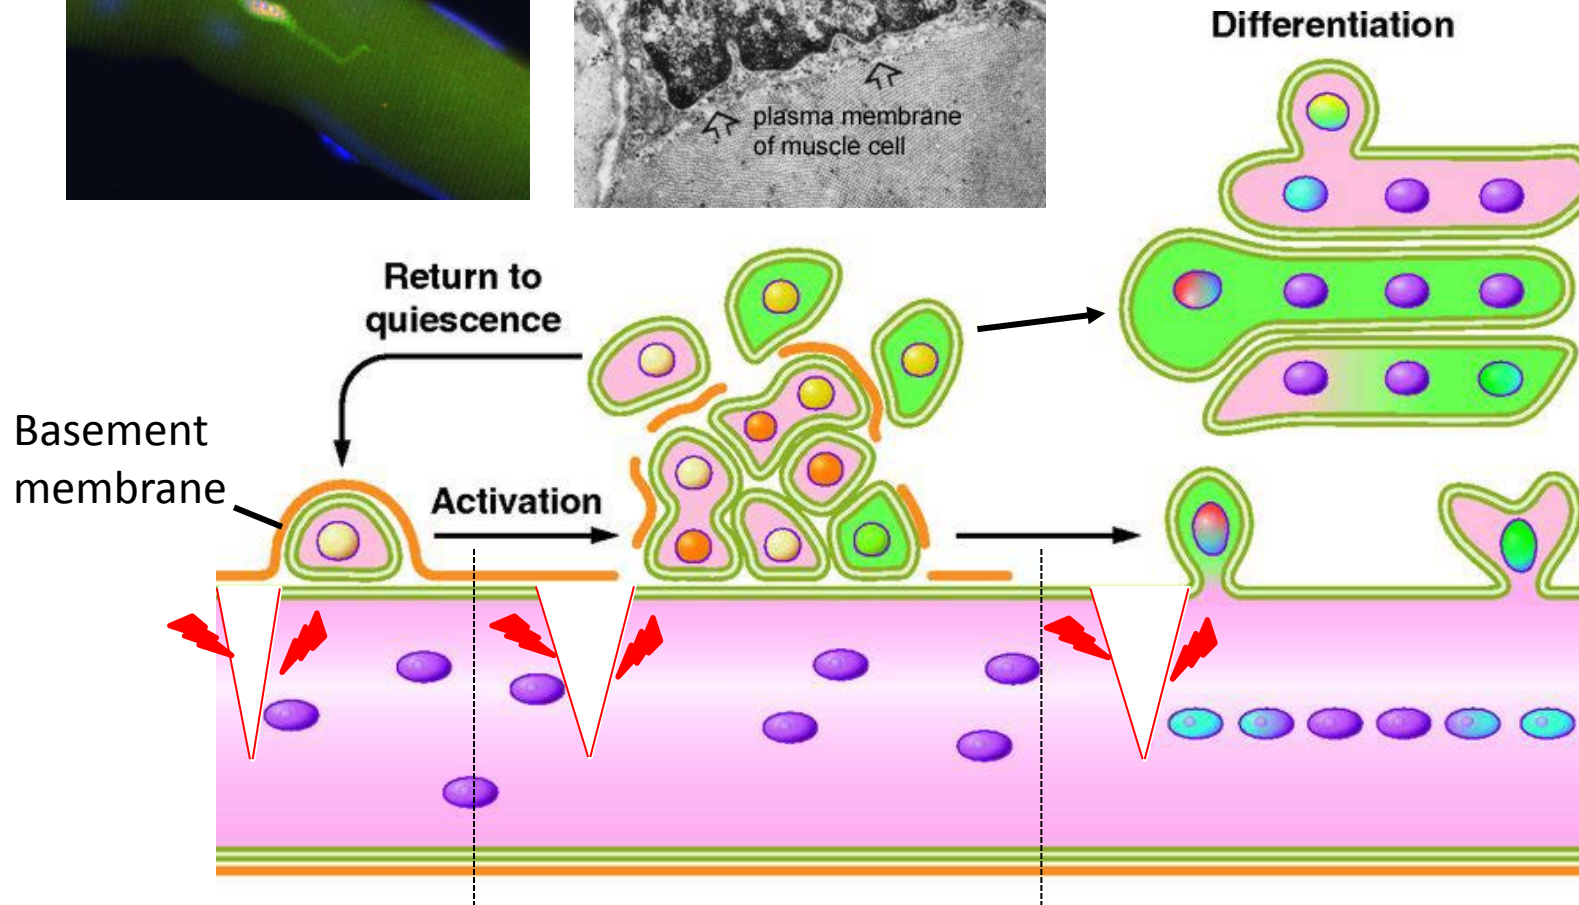 Differentiation
plasma membrane
of muscle cell
Return to
quiescence
Basement
membrane
Activation